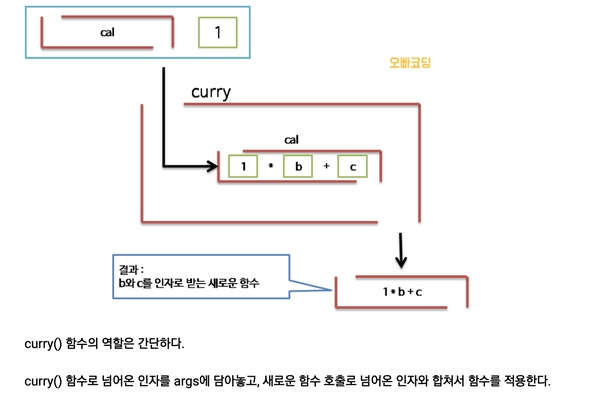 cal 1
오빠코딩
curry
cal
1 * b + c
결과 :
b와 c를 인자로 받는 새로운 함수
1 * b + c
curry() 함수의 역할은 간단하다.
curry() 함수로 넘어온 인자를 args에 담아놓고, 새로운 함수 호출로 넘어온 인자와 합쳐서 함수를 적용한다.